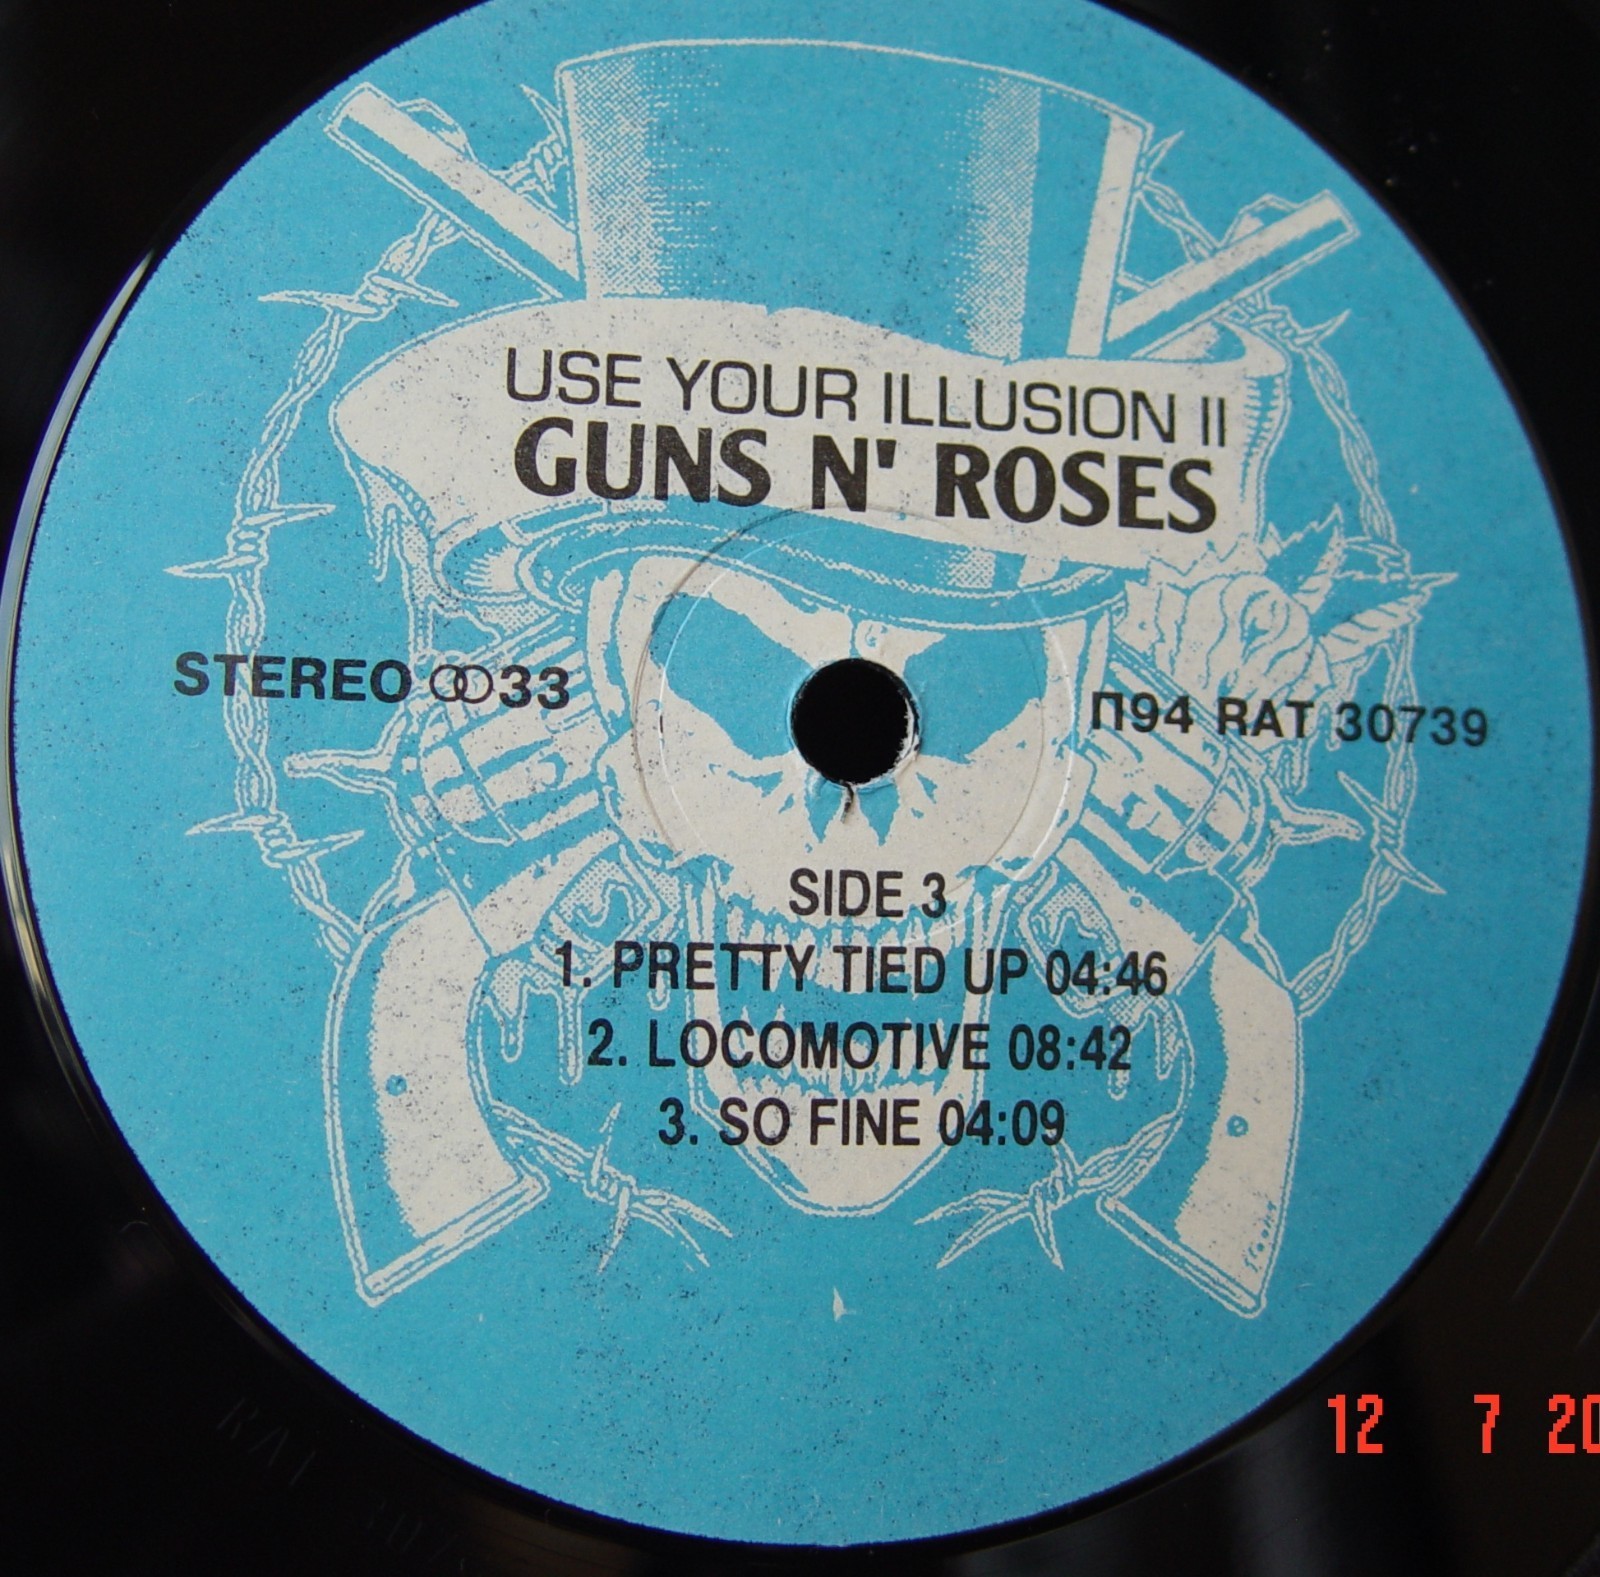 USE YOUR ILLUSION II
GUNS N' ROSES
STEREO 33
П94 RAT 30739
SIDE 3
1. PRETTY TIED UP 04:46
2. LOCOMOTIVE 08:42
3. SO FINE 04:09
12 7 20